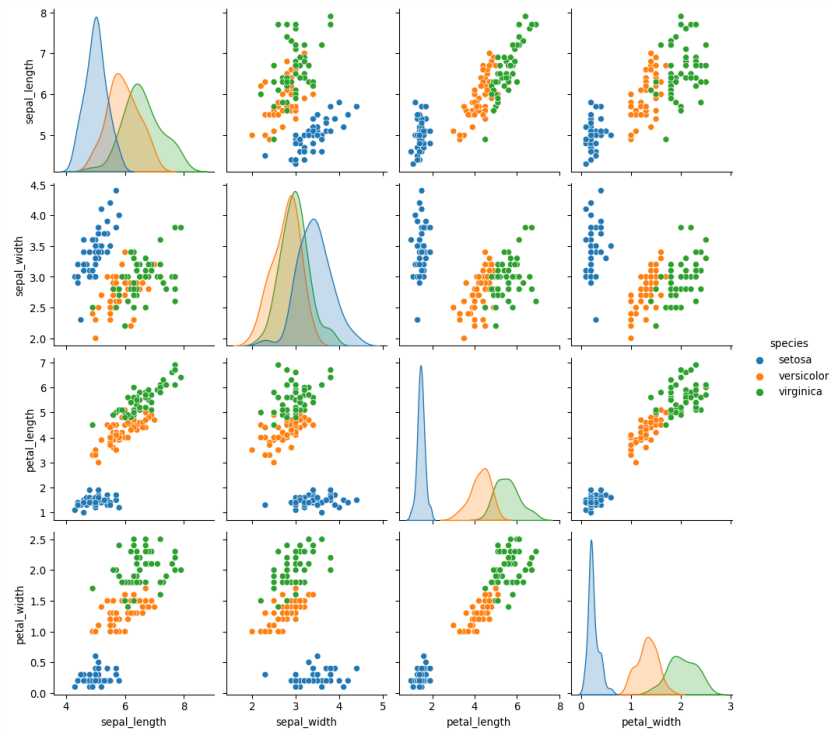 8
7
6
5
sepal_length
4.5
4.0
3.5
3.0
2.5
2.0
sepal_width
species
setosa
versicolor
virginica
7
6
5
4
3
2
1
petal_length
2.5
2.0
1.5
1.0
0.5
0.0
petal_width
4 6 8
sepal_length
2 3 4 5
sepal_width
2 4 6 8
petal_length
0 1 2 3
petal_width